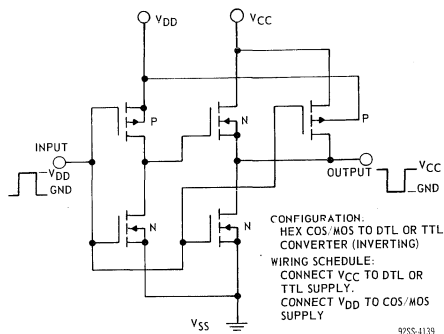 VDD
VCC
P
N
P
INPUT
VDD
GND
OUTPUT
VCC
GND
N
N
CONFIGURATION:
HEX COS/MOS TO DTL OR TTL
CONVERTER (INVERTING)
WIRING SCHEDULE:
CONNECT VCC TO DTL OR
TTL SUPPLY.
CONNECT VDD TO COS/MOS
SUPPLY
VSS
92SS-4139